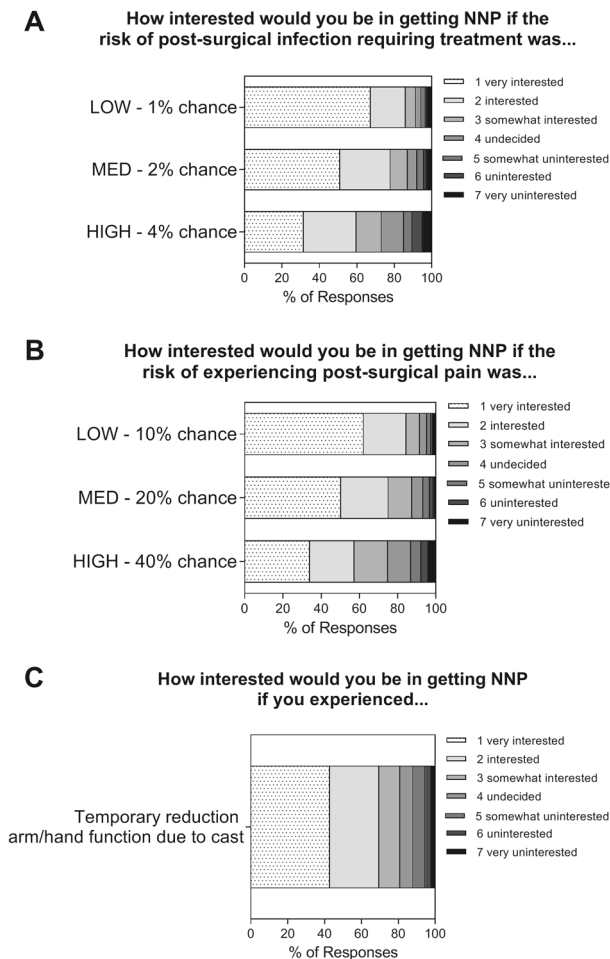 A
How interested would you be in getting NNP if the
risk of post-surgical infection requiring treatment was...
LOW - 1% chance
MED - 2% chance
HIGH - 4% chance
0 20 40 60 80 100
% of Responses
1 very interested
2 interested
3 somewhat interested
4 undecided
5 somewhat uninterested
6 uninterested
7 very uninterested
B
How interested would you be in getting NNP if the
risk of experiencing post-surgical pain was...
LOW - 10% chance
MED - 20% chance
HIGH - 40% chance
0 20 40 60 80 100
% of Responses
1 very interested
2 interested
3 somewhat interested
4 undecided
5 somewhat unintereste
6 uninterested
7 very uninterested
C
How interested would you be in getting NNP
if you experienced...
Temporary reduction
arm/hand function due to cast
0 20 40 60 80 100
% of Responses
1 very interested
2 interested
3 somewhat interested
4 undecided
5 somewhat uninterested
6 uninterested
7 very uninterested